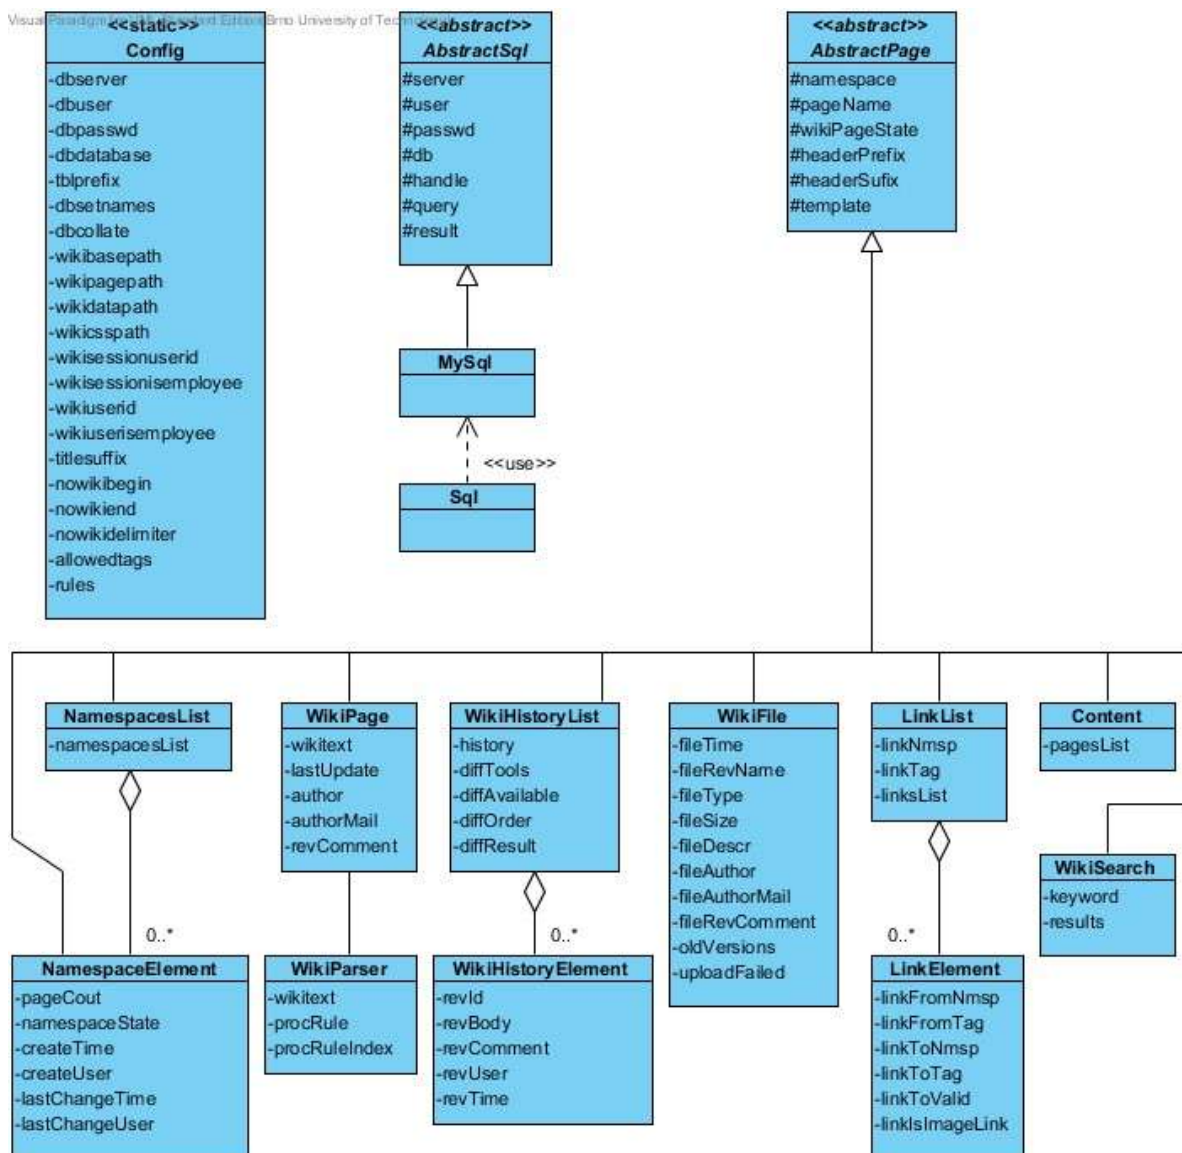 Visual Paradigm for UML Standard Edition(Brno University of Technology)
<<static>>
Config
-dbserver
-dbuser
-dbpasswd
-dbdatabase
-tblprefix
-dbsetnames
-dbcollate
-wikibasepath
-wikipagepath
-wikidatapath
-wikicsspath
-wikisessionuserid
-wikisessionisemployee
-wikiuserid
-wikiuserisemployee
-titlesuffix
-nowikibegin
-nowikiend
-nowikidelimiter
-allowedtags
-rules
<<abstract>>
AbstractSql
#server
#user
#passwd
#db
#handle
#query
#result
MySql
<<use>>
Sql
<<abstract>>
AbstractPage
#namespace
#pageName
#wikiPageState
#headerPrefix
#headerSufix
#template
NamespacesList
-namespacesList
0..*
NamespaceElement
-pageCout
-namespaceState
-createTime
-createUser
-lastChangeTime
-lastChangeUser
WikiPage
-wikitext
-lastUpdate
-author
-authorMail
-revComment
WikiParser
-wikitext
-procRule
-procRuleIndex
WikiHistoryList
-history
-diffTools
-diffAvailable
-diffOrder
-diffResult
0..*
WikiHistoryElement
-revId
-revBody
-revComment
-revUser
-revTime
WikiFile
-fileTime
-fileRevName
-fileType
-fileSize
-fileDescr
-fileAuthor
-fileAuthorMail
-fileRevComment
-oldVersions
-uploadFailed
LinkList
-linkNmsp
-linkTag
-linksList
0..*
LinkElement
-linkFromNmsp
-linkFromTag
-linkToNmsp
-linkToTag
-linkToValid
-linkIsImageLink
Content
-pagesList
WikiSearch
-keyword
-results